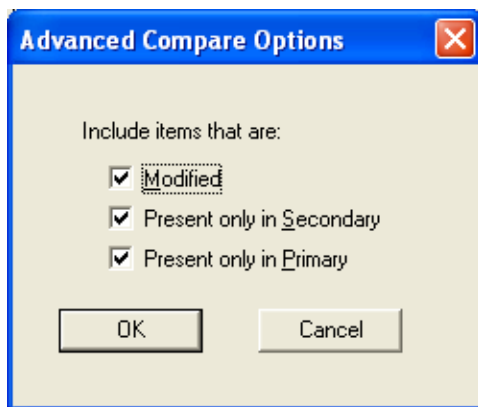 Advanced Compare Options
Include items that are:
Modified
Present only in Secondary
Present only in Primary
OK Cancel